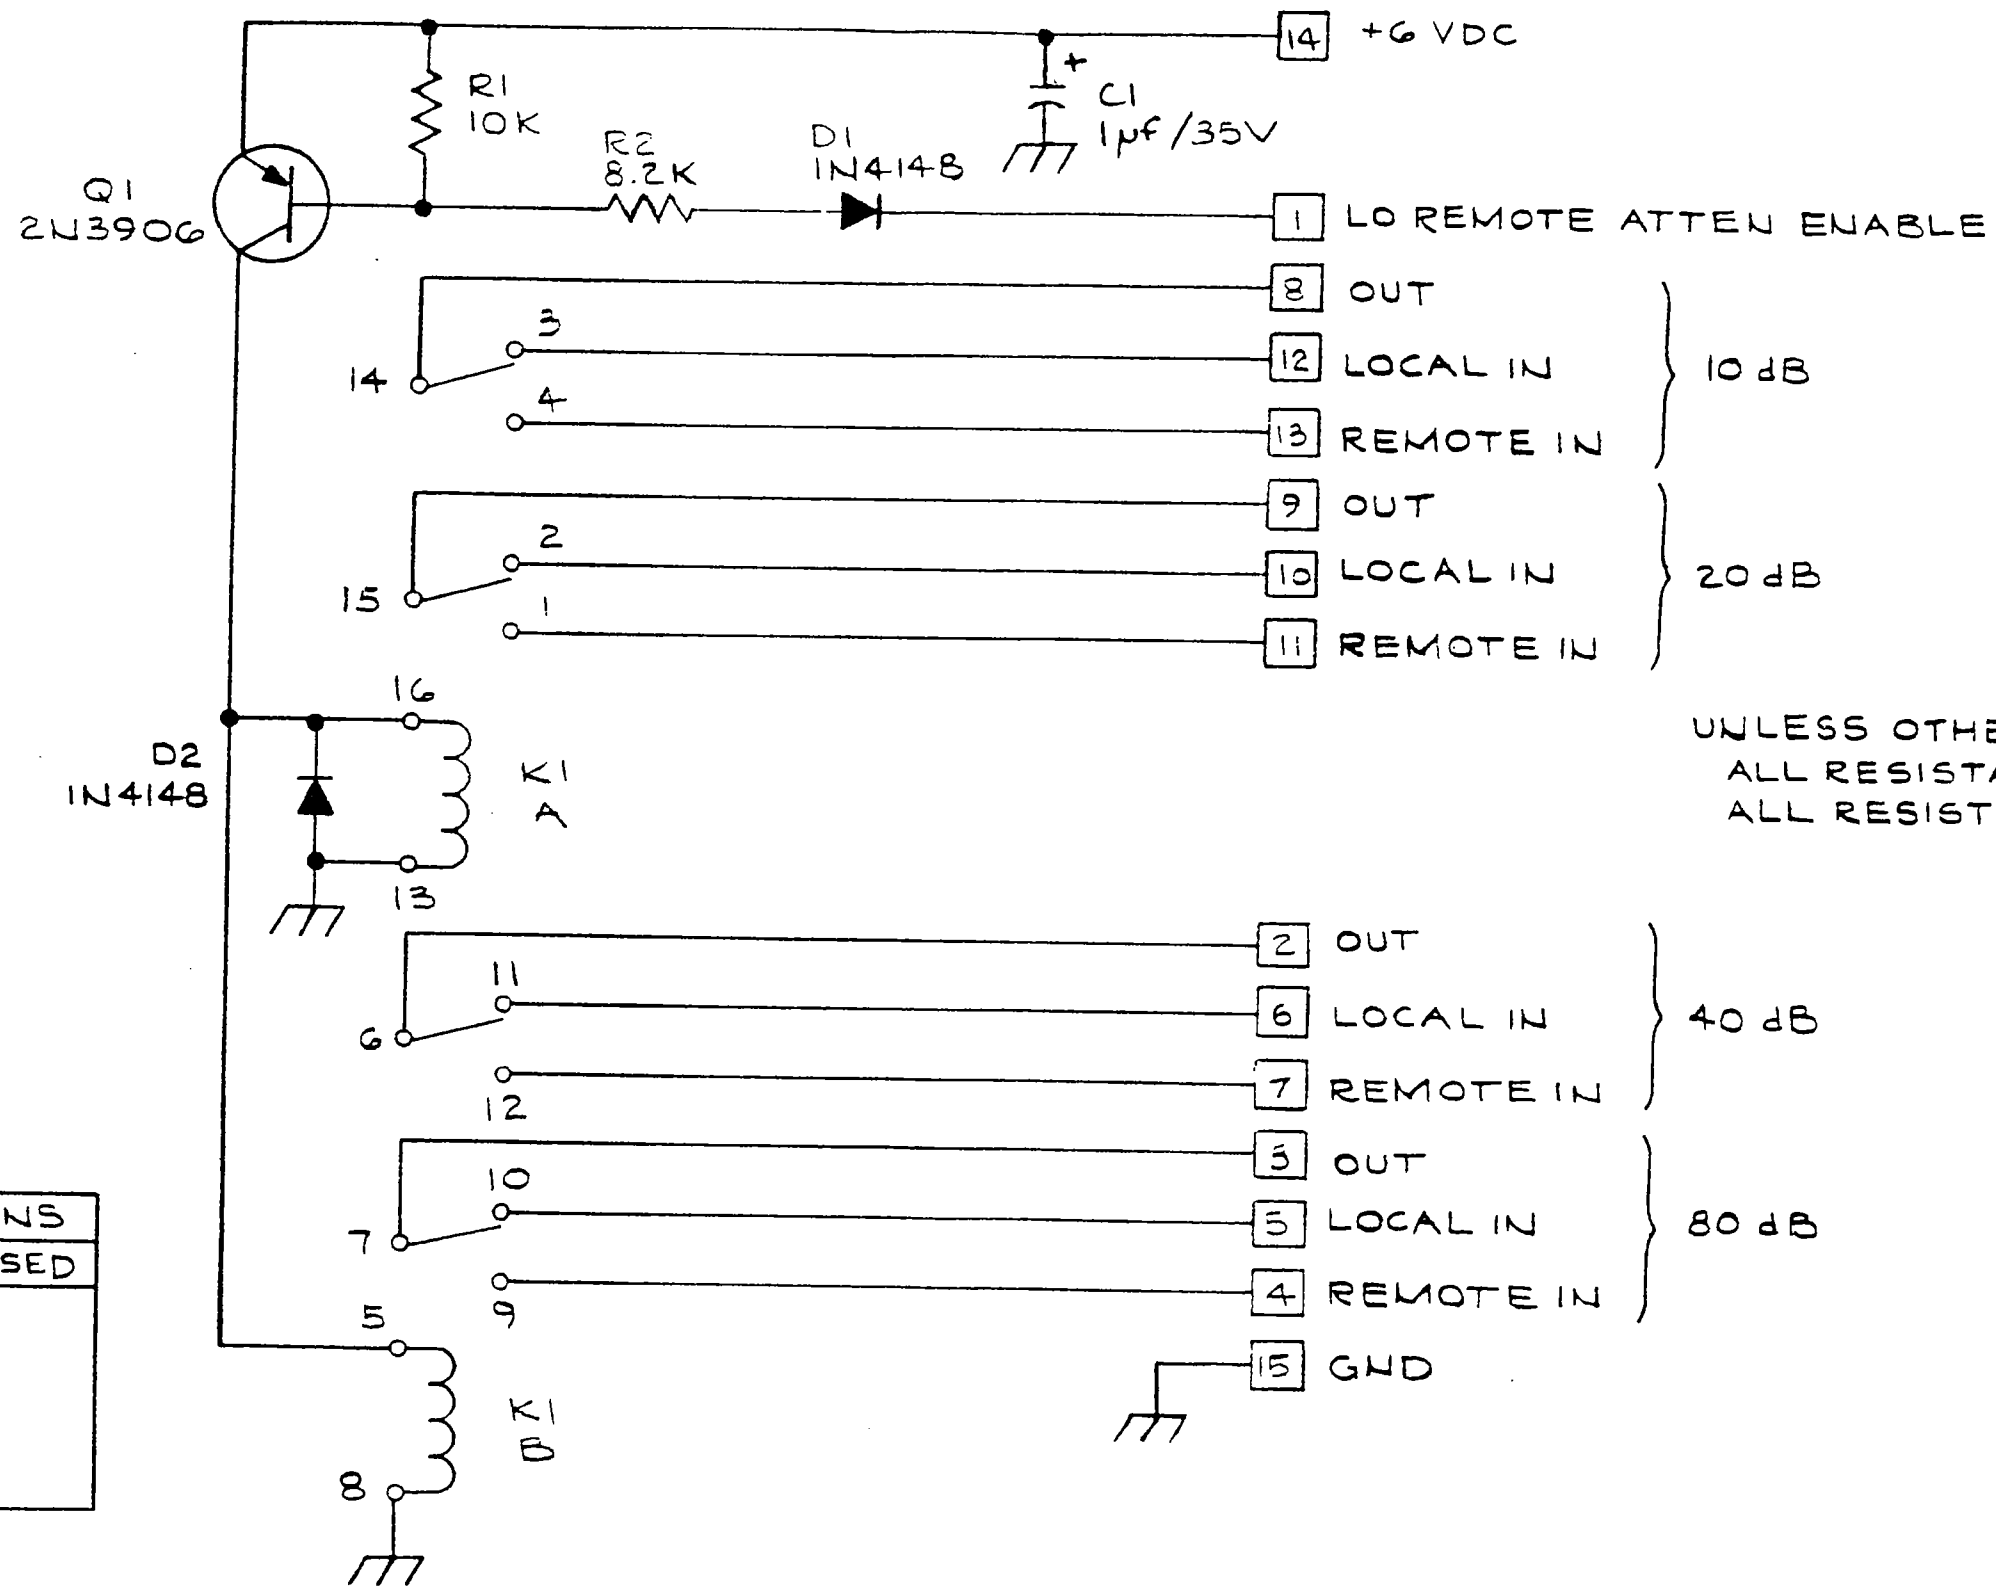 14 +6 VDC
R1
10K
+
C1
1µf/35V
R2
8.2K
D1
1N4148
Q1
2N3906
1 LO REMOTE ATTEN ENABLE
8 OUT
3
12 LOCAL IN
14
10 dB
4
13 REMOTE IN
9 OUT
2
10 LOCAL IN
15
20 dB
1
11 REMOTE IN
16
D2
1N4148
K1
A
13
UNLESS OTHE
ALL RESISTA
ALL RESIST
2 OUT
11
6 LOCAL IN
6
40 dB
7 REMOTE IN
12
3 OUT
10
5 LOCAL IN
7
80 dB
4 REMOTE IN
9
NS
SED
5
15 GND
K1
B
8